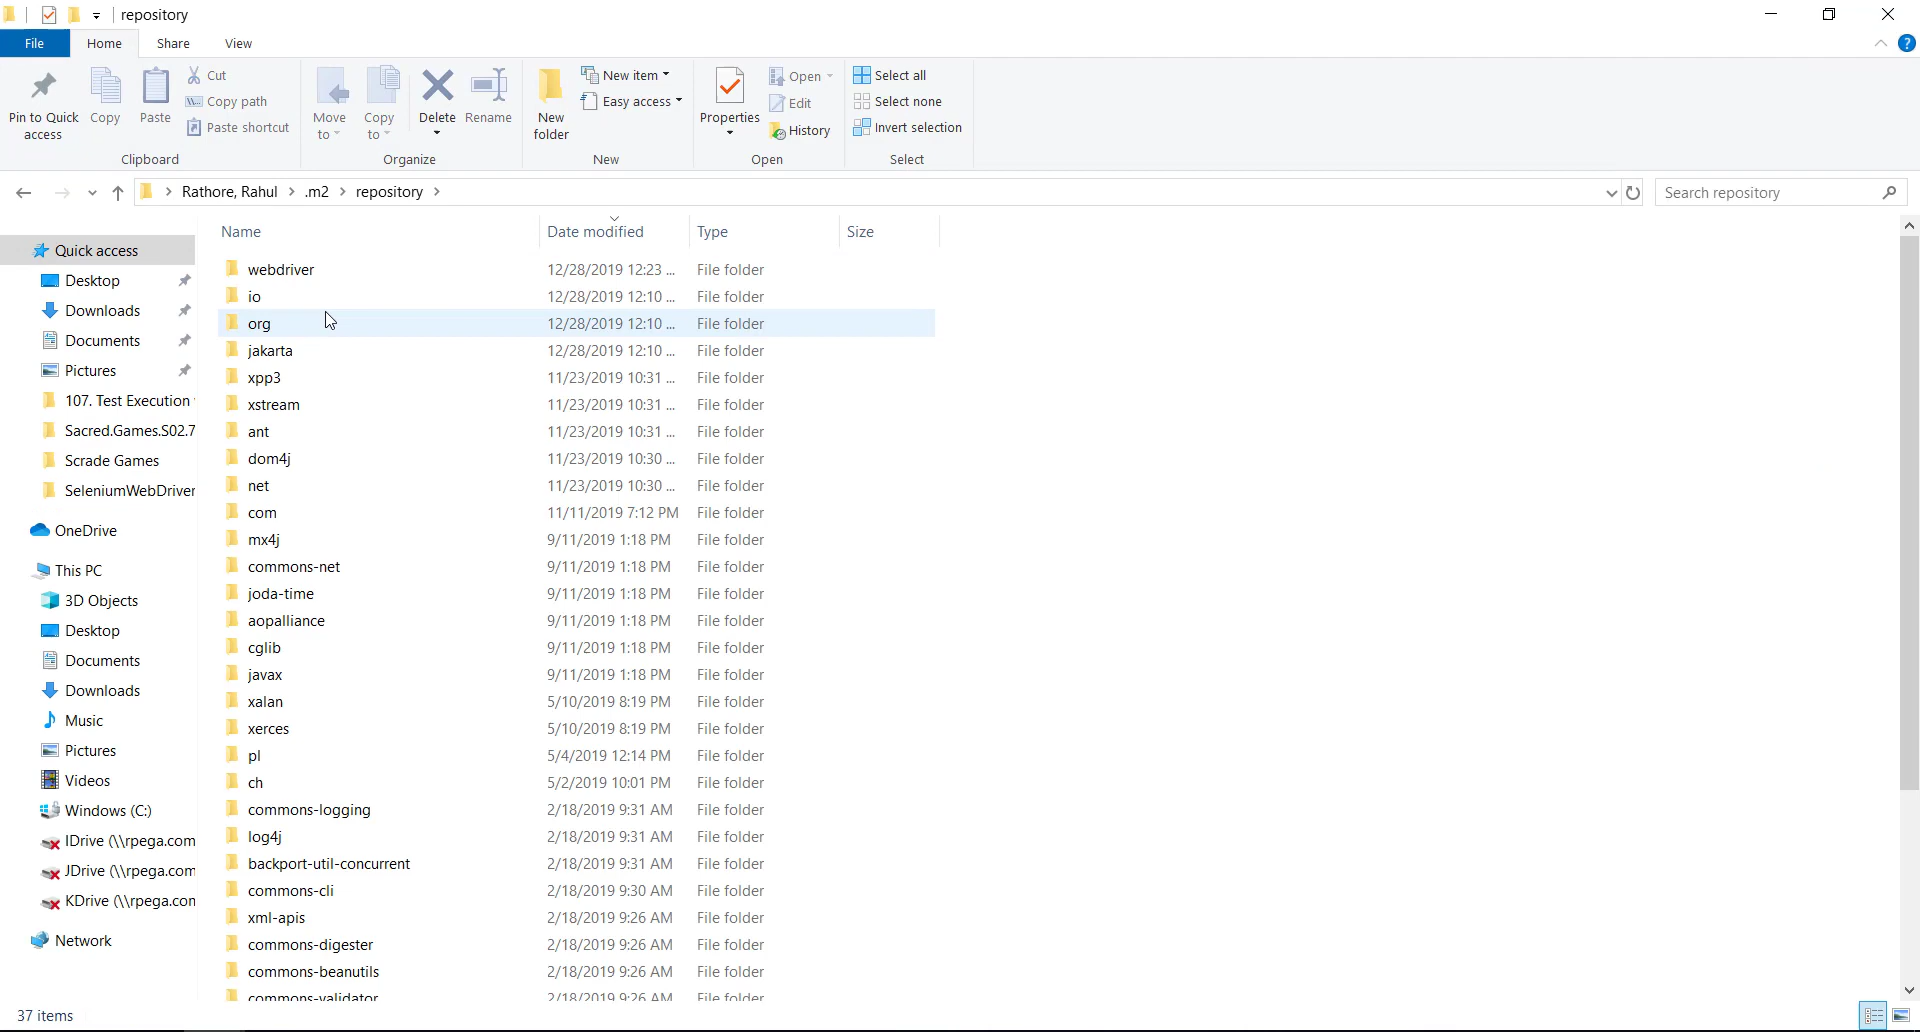 repository
File Home Share View
Pin to Quick access
Copy
Paste
Cut
Copy path
Paste shortcut
Clipboard
Move to
Copy to
Delete
Rename
Organize
New folder
New item
Easy access
New
Properties
Open
Edit
History
Open
Select all
Select none
Invert selection
Select
Rathore, Rahul > .m2 > repository >
Search repository
Quick access
Desktop
Downloads
Documents
Pictures
107. Test Execution
Sacred.Games.S02.7
Scrade Games
SeleniumWebDriver
OneDrive
This PC
3D Objects
Desktop
Documents
Downloads
Music
Pictures
Videos
Windows (C:)
IDrive (\\rpega.com
JDrive (\\rpega.com
KDrive (\\rpega.com
Network
Name Date modified Type Size
webdriver 12/28/2019 12:23 ... File folder
io 12/28/2019 12:10 ... File folder
org 12/28/2019 12:10 ... File folder
jakarta 12/28/2019 12:10 ... File folder
xpp3 11/23/2019 10:31 ... File folder
xstream 11/23/2019 10:31 ... File folder
ant 11/23/2019 10:31 ... File folder
dom4j 11/23/2019 10:30 ... File folder
net 11/23/2019 10:30 ... File folder
com 11/11/2019 7:12 PM File folder
mx4j 9/11/2019 1:18 PM File folder
commons-net 9/11/2019 1:18 PM File folder
joda-time 9/11/2019 1:18 PM File folder
aopalliance 9/11/2019 1:18 PM File folder
cglib 9/11/2019 1:18 PM File folder
javax 9/11/2019 1:18 PM File folder
xalan 5/10/2019 8:19 PM File folder
xerces 5/10/2019 8:19 PM File folder
pl 5/4/2019 12:14 PM File folder
ch 5/2/2019 10:01 PM File folder
commons-logging 2/18/2019 9:31 AM File folder
log4j 2/18/2019 9:31 AM File folder
backport-util-concurrent 2/18/2019 9:31 AM File folder
commons-cli 2/18/2019 9:30 AM File folder
xml-apis 2/18/2019 9:26 AM File folder
commons-digester 2/18/2019 9:26 AM File folder
commons-beanutils 2/18/2019 9:26 AM File folder
commons-validator 2/18/2019 9:26 AM File folder
37 items